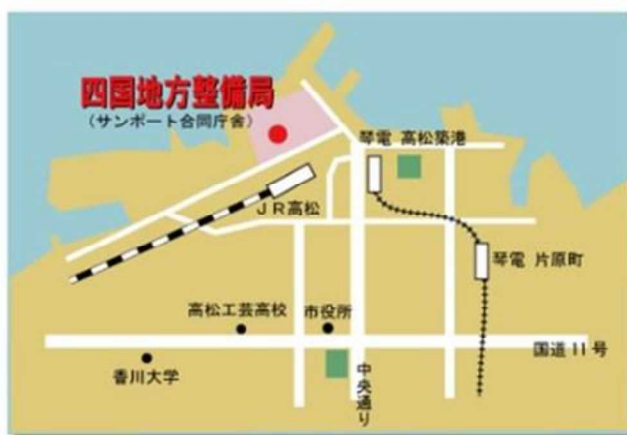 四国地方整備局
（サンポート合同庁舎）
琴電 高松築港
JR高松
琴電 片原町
高松工芸高校
市役所
国道11号
香川大学
中央通り